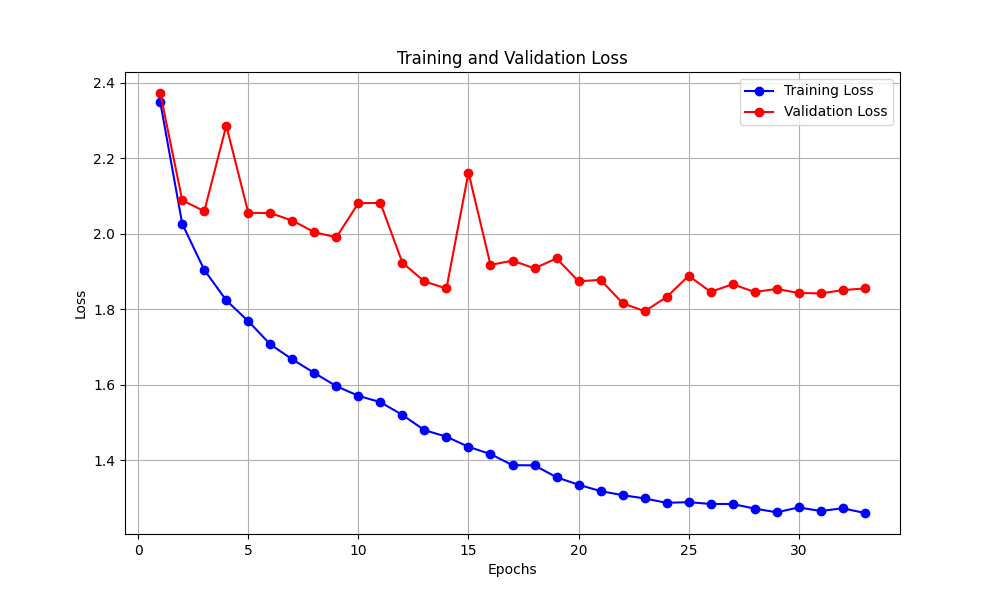 Training and Validation Loss
Training Loss
Validation Loss
Loss
2.4
2.2
2.0
1.8
1.6
1.4
0 5 10 15 20 25 30
Epochs